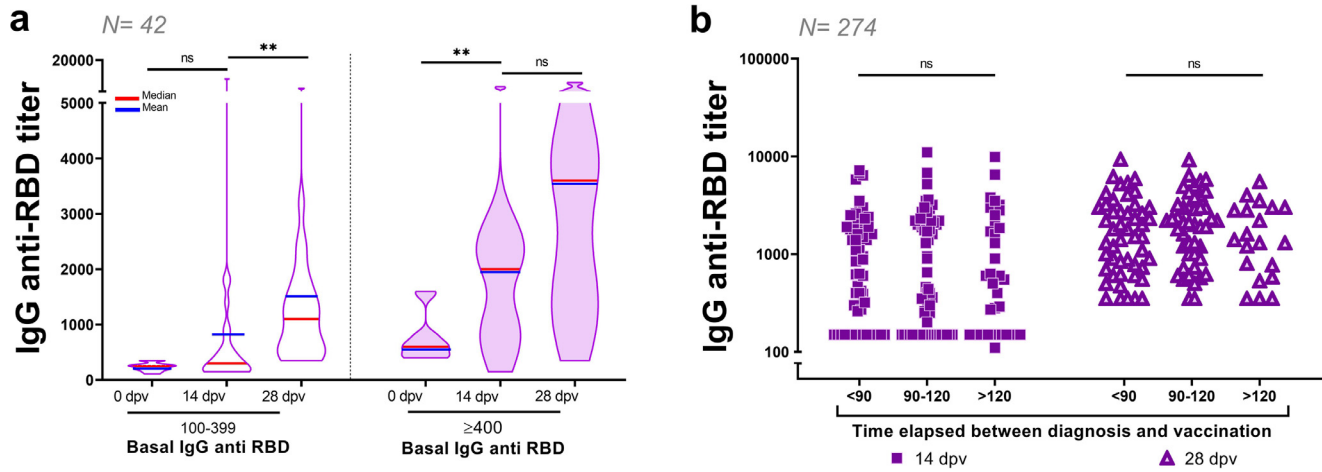 a
N= 42
IgG anti-RBD titer
20000
5000
4000
3000
2000
1000
0
ns
**
**
ns
Median
Mean
0 dpv
14 dpv
28 dpv
0 dpv
14 dpv
28 dpv
100-399
Basal IgG anti RBD
≥400
Basal IgG anti RBD
b
N= 274
IgG anti-RBD titer
100000
10000
1000
100
ns
ns
<90
90-120
>120
<90
90-120
>120
Time elapsed between diagnosis and vaccination
14 dpv
28 dpv